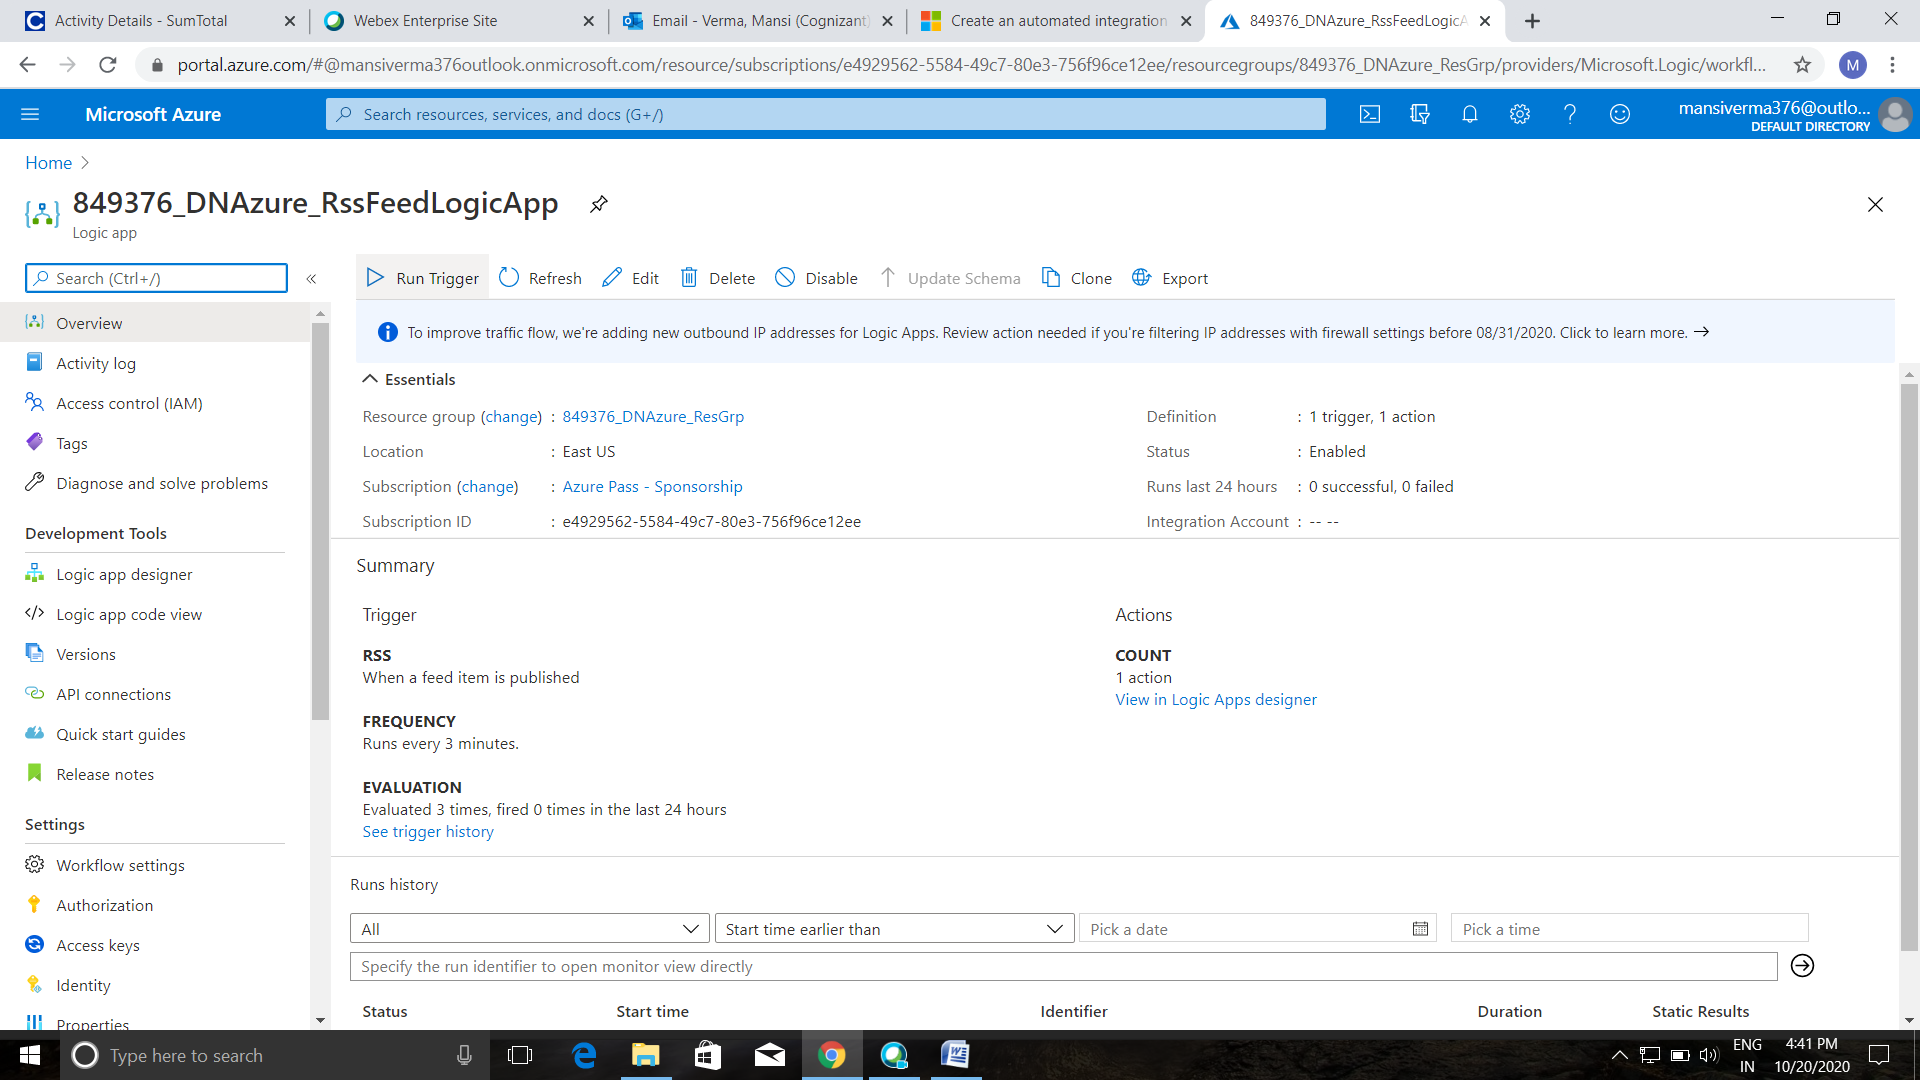 Activity Details - SumTotal
Webex Enterprise Site
Email - Verma, Mansi (Cognizant)
Create an automated integration
849376_DNAzure_RssFeedLogicA
portal.azure.com/#@mansiverma376outlook.onmicrosoft.com/resource/subscriptions/e4929562-5584-49c7-80e3-756f96ce12ee/resourcegroups/849376_DNAzure_ResGrp/providers/Microsoft.Logic/workfl...
M
Microsoft Azure
Search resources, services, and docs (G+/)
mansiverma376@outlo...
DEFAULT DIRECTORY
Home
849376_DNAzure_RssFeedLogicApp
Logic app
Search (Ctrl+/)
«
Run Trigger
Refresh
Edit
Delete
Disable
Update Schema
Clone
Export
To improve traffic flow, we're adding new outbound IP addresses for Logic Apps. Review action needed if you're filtering IP addresses with firewall settings before 08/31/2020. Click to learn more. →
Overview
Activity log
Access control (IAM)
Tags
Diagnose and solve problems
Development Tools
Logic app designer
Logic app code view
Versions
API connections
Quick start guides
Release notes
Settings
Workflow settings
Authorization
Access keys
Identity
Properties
Essentials
Resource group (change) : 849376_DNAzure_ResGrp
Location : East US
Subscription (change) : Azure Pass - Sponsorship
Subscription ID : e4929562-5584-49c7-80e3-756f96ce12ee
Definition : 1 trigger, 1 action
Status : Enabled
Runs last 24 hours : 0 successful, 0 failed
Integration Account : -- --
Summary
Trigger
RSS
When a feed item is published
FREQUENCY
Runs every 3 minutes.
EVALUATION
Evaluated 3 times, fired 0 times in the last 24 hours
See trigger history
Actions
COUNT
1 action
View in Logic Apps designer
Runs history
All
Start time earlier than
Pick a date
Pick a time
Specify the run identifier to open monitor view directly
Status
Start time
Identifier
Duration
Static Results
Type here to search
ENG
IN
4:41 PM
10/20/2020